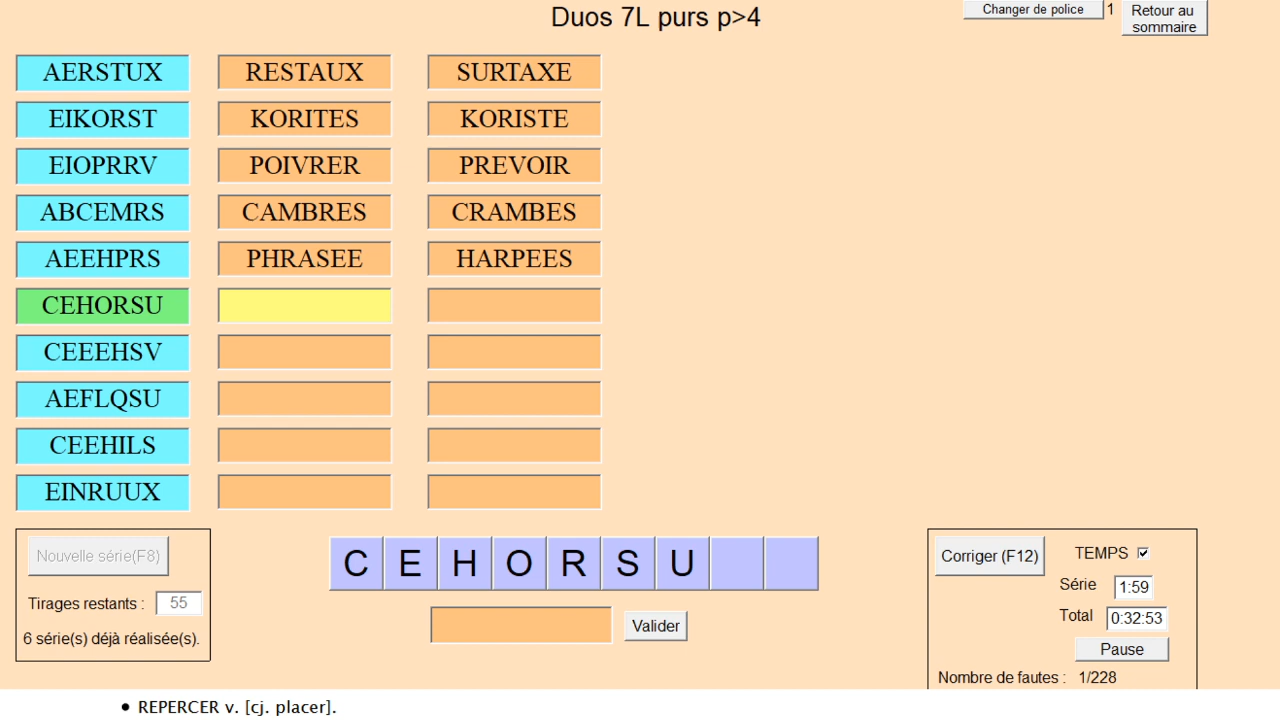 Duos 7L purs p>4
Changer de police 1
Retour au sommaire
AERSTUX RESTAUX SURTAXE
EIKORST KORITES KORISTE
EIOPRRV POIVRER PREVOIR
ABCEMRS CAMBRES CRAMBES
AEEHPRS PHRASEE HARPEES
CEHORSU
CEEEHSV
AEFLQSU
CEEHILS
EINRUUX
Nouvelle série(F8)
Tirages restants : 55
6 série(s) déjà réalisée(s).
C E H O R S U
Valider
Corriger (F12) TEMPS
Série 1:59
Total 0:32:53
Pause
Nombre de fautes : 1/228
• REPERCER v. [cj. placer].